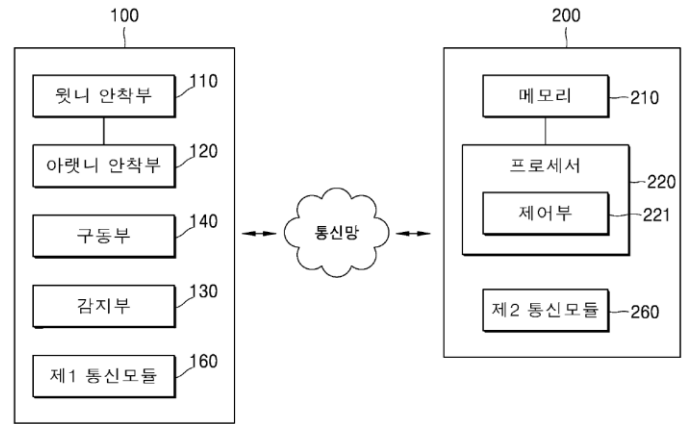 100
윗니 안착부
110
아랫니 안착부
120
구동부
140
감지부
130
제1 통신모듈
160
통신망
200
메모리
210
프로세서
220
제어부
221
제2 통신모듈
260